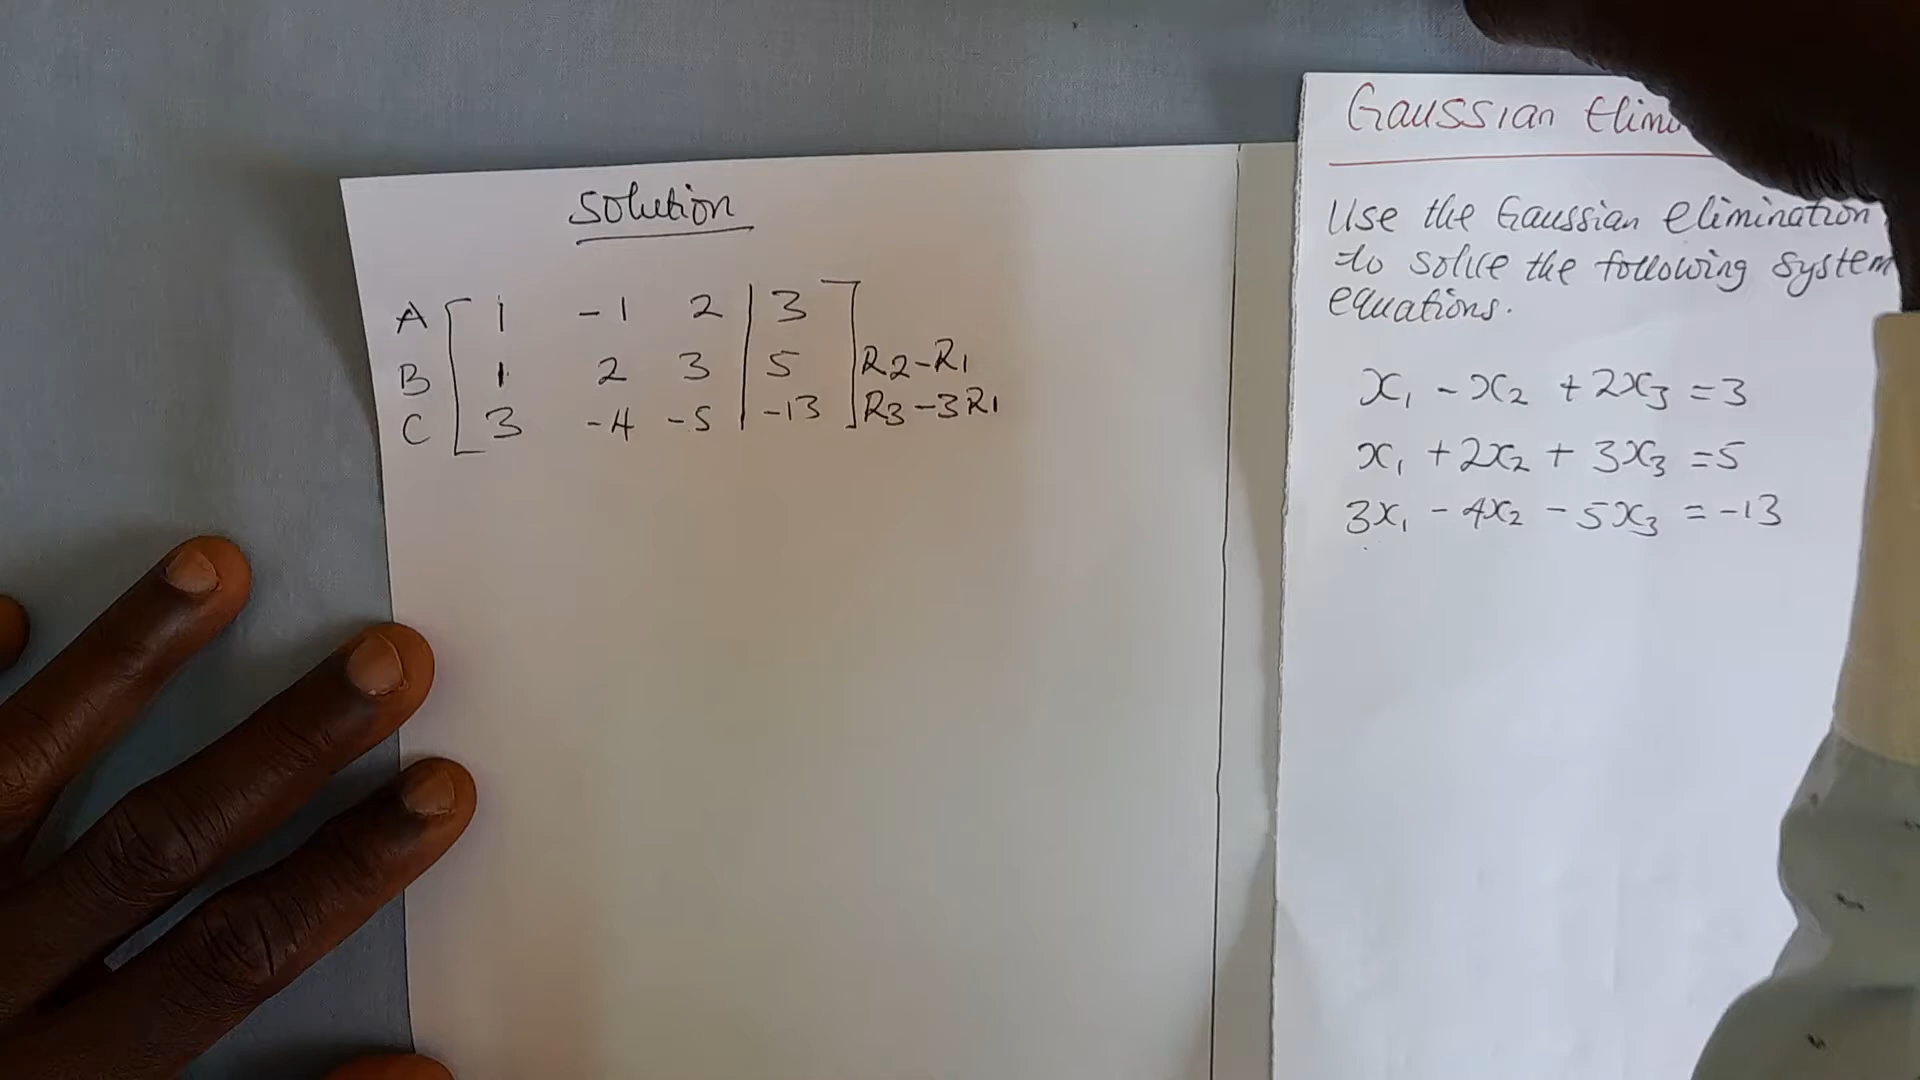 Solution
A 1 -1 2 3
B 1 2 3 5 R2-R1
C 3 -4 -5 -13 R3-3R1
Gaussian
Use the Gaussian elimination
to solve the following system
equations.
x1 - x2 + 2x3 = 3
x1 + 2x2 + 3x3 = 5
3x1 - 4x2 - 5x3 = -13